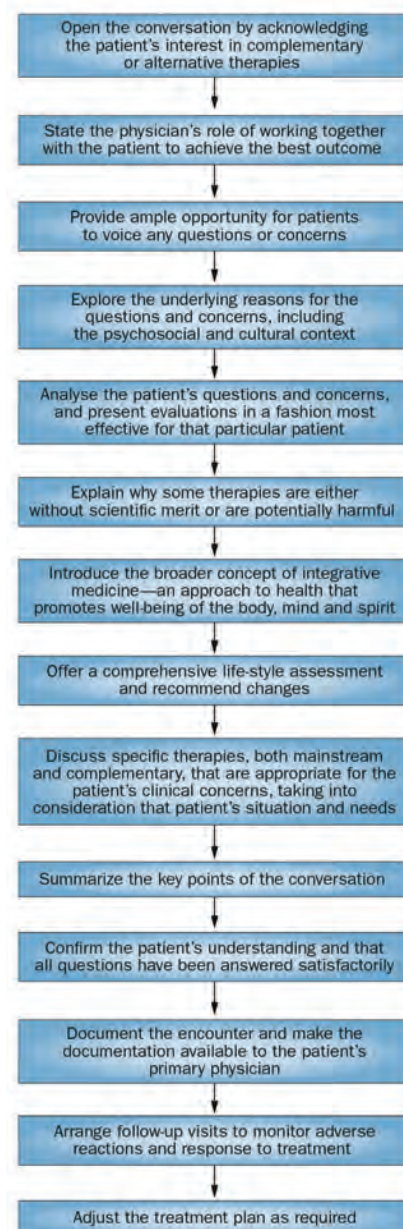 Open the conversation by acknowledging
the patient's interest in complementary
or alternative therapies
State the physician's role of working together
with the patient to achieve the best outcome
Provide ample opportunity for patients
to voice any questions or concerns
Explore the underlying reasons for the
questions and concerns, including
the psychosocial and cultural context
Analyse the patient's questions and concerns,
and present evaluations in a fashion most
effective for that particular patient
Explain why some therapies are either
without scientific merit or are potentially harmful
Introduce the broader concept of integrative
medicine—an approach to health that
promotes well-being of the body, mind and spirit
Offer a comprehensive life-style assessment
and recommend changes
Discuss specific therapies, both mainstream
and complementary, that are appropriate for the
patient's clinical concerns, taking into
consideration that patient's situation and needs
Summarize the key points of the conversation
Confirm the patient's understanding and that
all questions have been answered satisfactorily
Document the encounter and make the
documentation available to the patient's
primary physician
Arrange follow-up visits to monitor adverse
reactions and response to treatment
Adjust the treatment plan as required